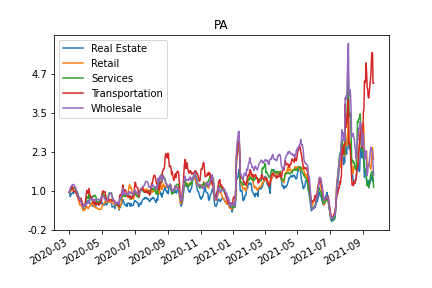 PA
Real Estate
Retail
Services
Transportation
Wholesale
4.7
3.5
2.3
1.0
-0.2
2020-03
2020-05
2020-07
2020-09
2020-11
2021-01
2021-03
2021-05
2021-07
2021-09